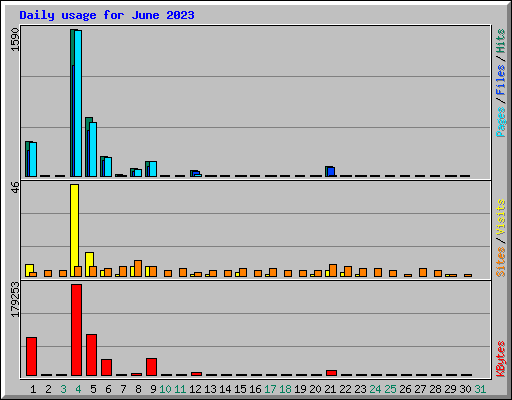 Daily usage for June 2023
1590
Pages/Files/Hits
46
Sites/Visits
179253
KBytes
1 2 3 4 5 6 7 8 9 10 11 12 13 14 15 16 17 18 19 20 21 22 23 24 25 26 27 28 29 30 31